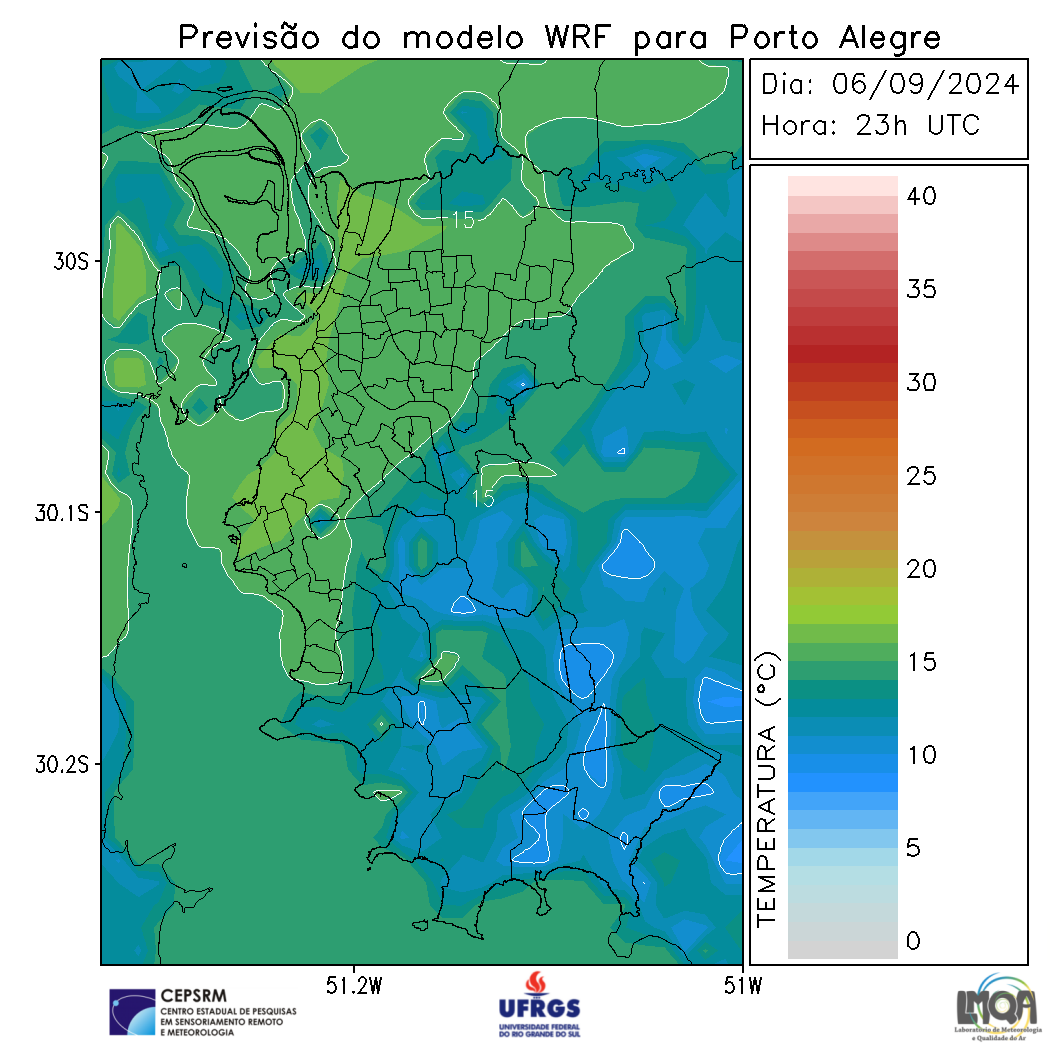 Previsão do modelo WRF para Porto Alegre
Dia: 06/09/2024
Hora: 23h UTC
40
35
30
25
20
15
10
5
0
TEMPERATURA (°C)
30S
30.1S
30.2S
15
15
51.2W
51W
CEPSRM
CENTRO ESTADUAL DE PESQUISAS
EM SENSORIAMENTO REMOTO
E METEOROLOGIA
UFRGS
UNIVERSIDADE FEDERAL
DO RIO GRANDE DO SUL
LMQA
Laboratório de Meteorologia
e Qualidade do Ar